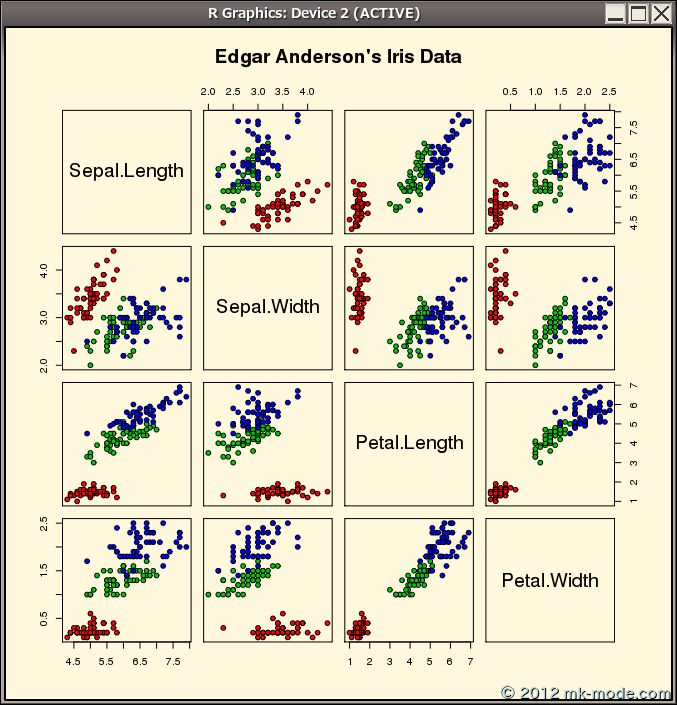 R Graphics: Device 2 (ACTIVE)
Edgar Anderson's Iris Data
2.0 3.0 4.0
0.5 1.0 1.5 2.0 2.5
Sepal.Length
4.5 5.5 6.5 7.5
2.0 3.0 4.0
Sepal.Width
Petal.Length
1 2 3 4 5 6 7
0.5 1.5 2.5
Petal.Width
4.5 5.5 6.5 7.5
1 2 3 4 5 6 7
© 2012 mk-mode.com